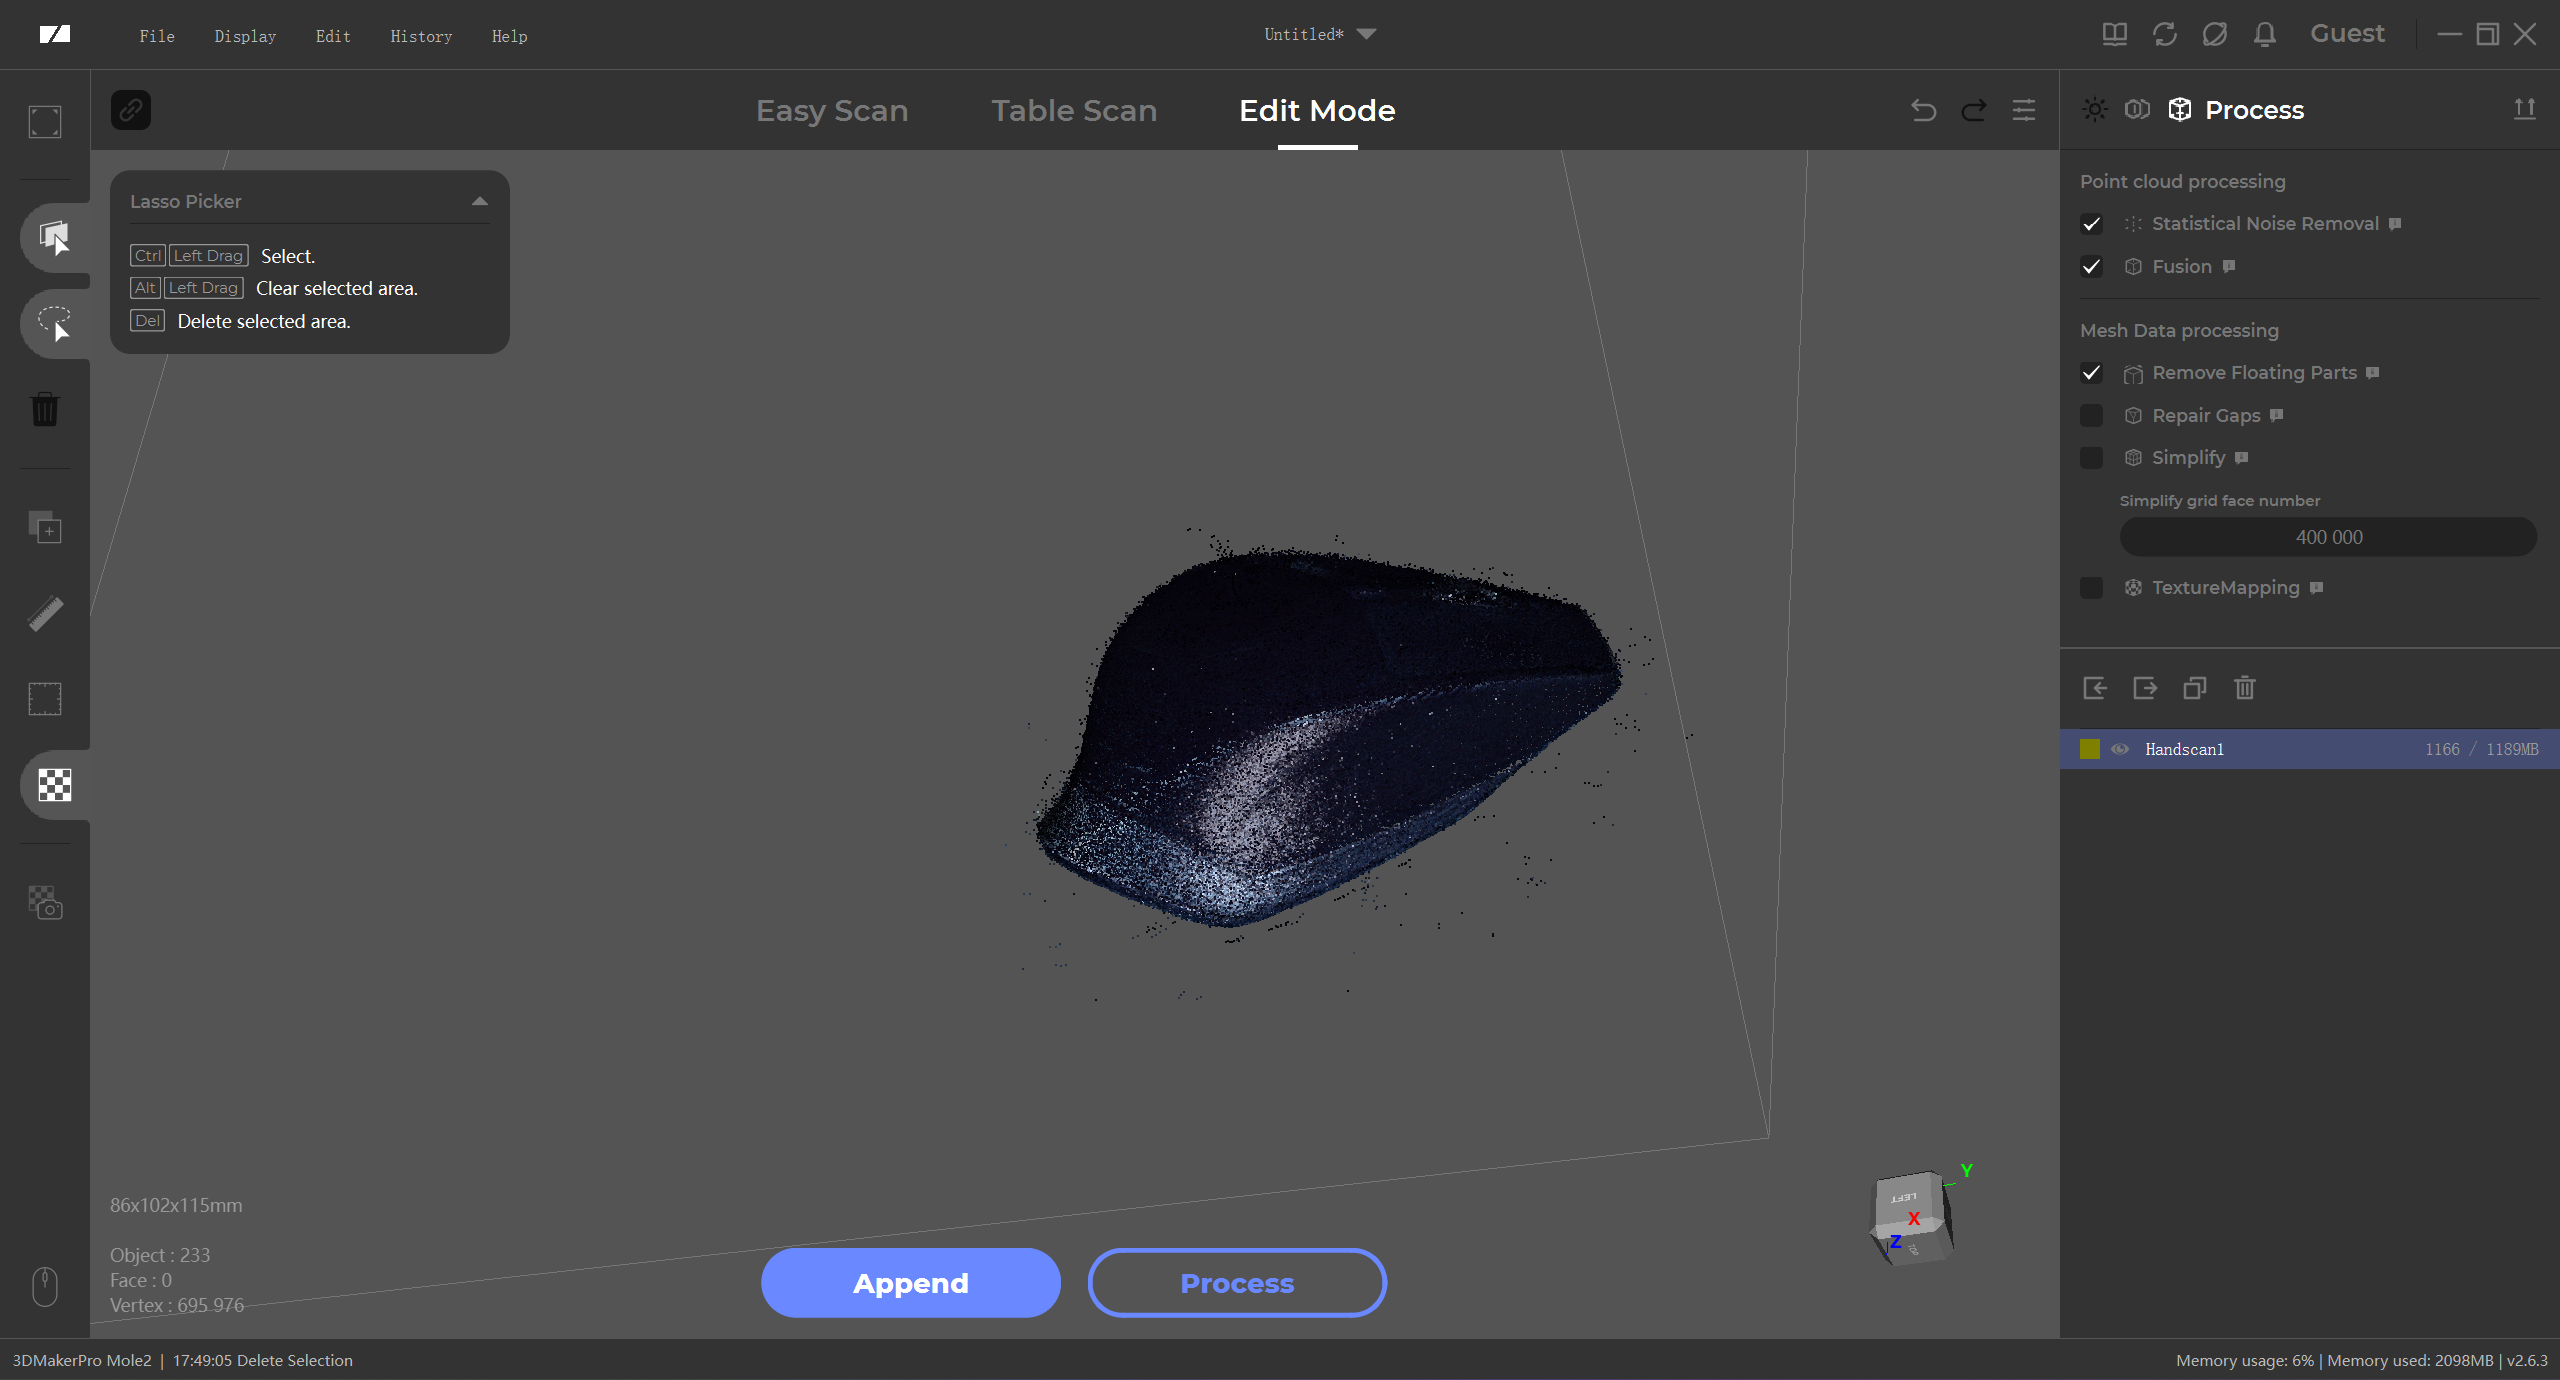 File Display Edit History Help
Untitled*
Guest
Easy Scan Table Scan Edit Mode
Process
Lasso Picker
Ctrl Left Drag Select.
Alt Left Drag Clear selected area.
Del Delete selected area.
Point cloud processing
Statistical Noise Removal
Fusion
Mesh Data processing
Remove Floating Parts
Repair Gaps
Simplify
Simplify grid face number
400 000
TextureMapping
Handscan1 1166 / 1189MB
Y
LEFT
X
Z
TOP
86x102x115mm
Object : 233
Face : 0
Vertex : 695 976
Append Process
3DMakerPro Mole2 | 17:49:05 Delete Selection
Memory usage: 6% | Memory used: 2098MB | v2.6.3